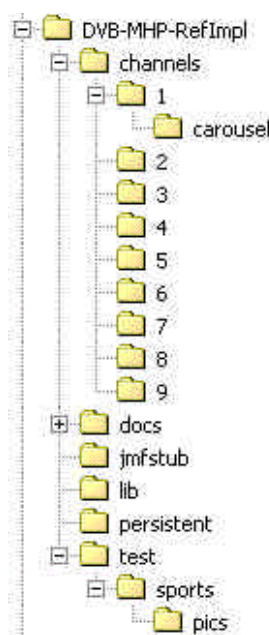 DVB-MHP-RefImpl
channels
1
carousel
2
3
4
5
6
7
8
9
docs
jmfstub
lib
persistent
test
sports
pics